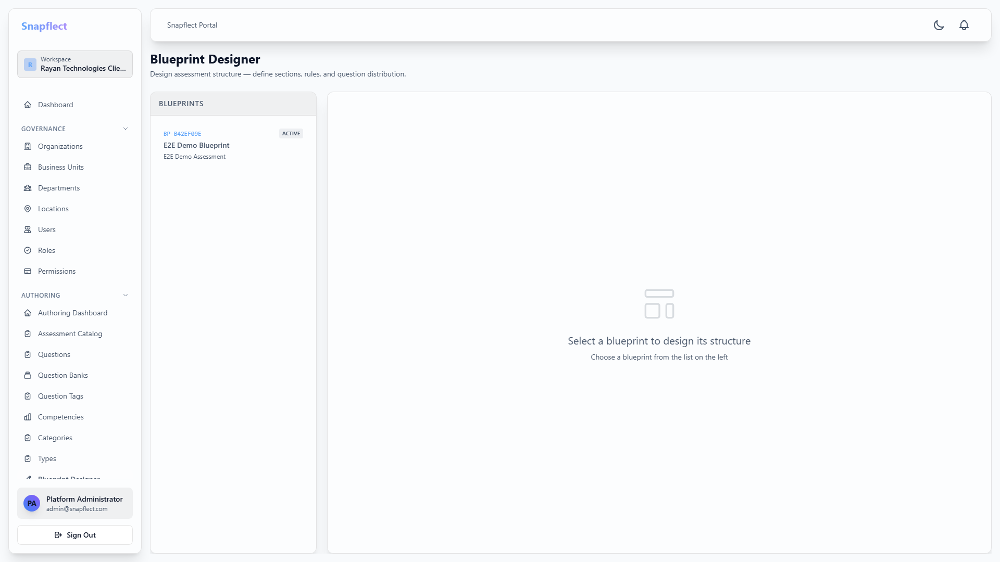 Snapflect
R
Workspace
Rayan Technologies Clie...
Dashboard
GOVERNANCE
Organizations
Business Units
Departments
Locations
Users
Roles
Permissions
AUTHORING
Authoring Dashboard
Assessment Catalog
Questions
Question Banks
Question Tags
Competencies
Categories
Types
Blueprint Designer
PA
Platform Administrator
admin@snapflect.com
Sign Out
Snapflect Portal
Blueprint Designer
Design assessment structure — define sections, rules, and question distribution.
BLUEPRINTS
BP-B42EF09E
ACTIVE
E2E Demo Blueprint
E2E Demo Assessment
Select a blueprint to design its structure
Choose a blueprint from the list on the left